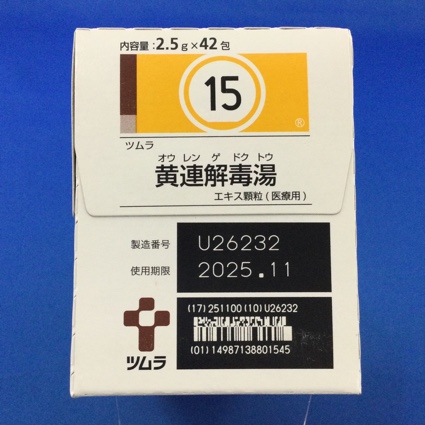 内容量:2.5g×42包
15
®
ツムラ
オウ レン ゲ ドク トウ
黄連解毒湯
エキス顆粒(医療用)
製造番号 U26232
使用期限 2025.11
(17)251100(10)U26232
(01)14987138801545
ツムラ